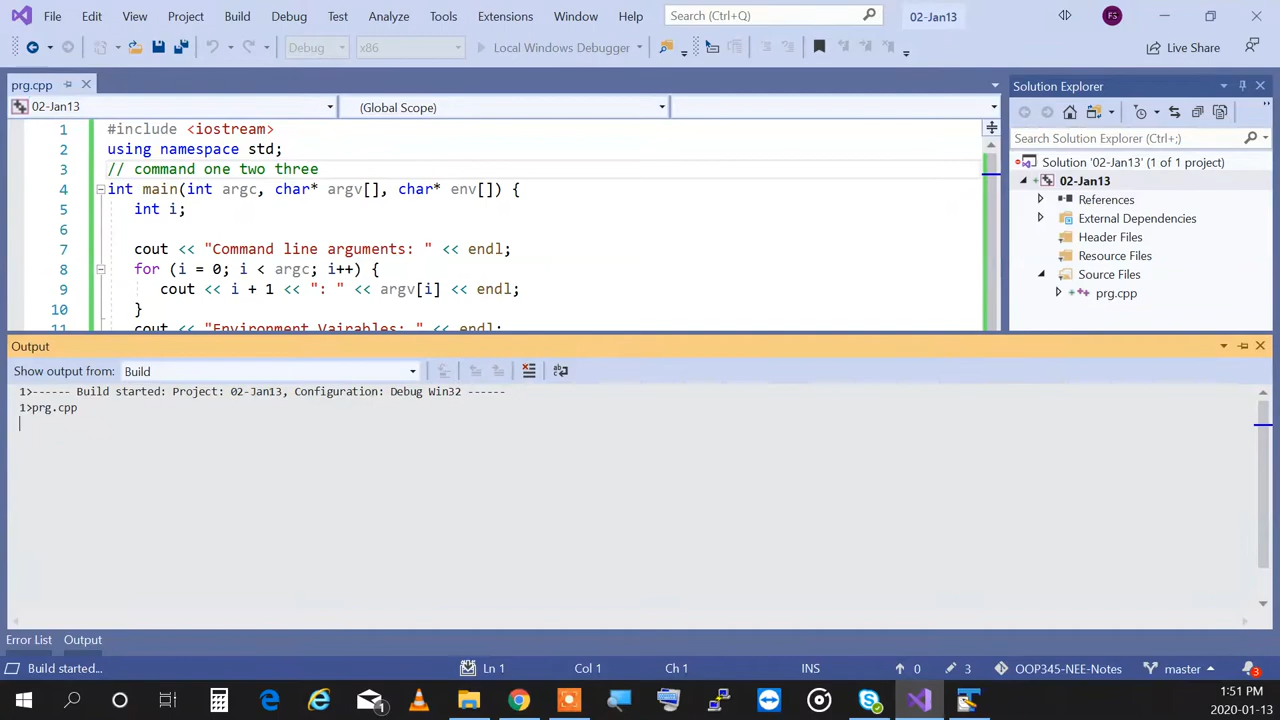 File Edit View Project Build Debug Test Analyze Tools Extensions Window Help Search (Ctrl+Q) 02-Jan13 FS
Debug x86 Local Windows Debugger Live Share
prg.cpp
02-Jan13 (Global Scope)
1 #include <iostream>
2 using namespace std;
3 // command one two three
4 int main(int argc, char* argv[], char* env[]) {
5 int i;
6
7 cout << "Command line arguments: " << endl;
8 for (i = 0; i < argc; i++) {
9 cout << i + 1 << ": " << argv[i] << endl;
10 }
11 cout << "Environment Vairables: " << endl;
Solution Explorer
Search Solution Explorer (Ctrl+;)
Solution '02-Jan13' (1 of 1 project)
02-Jan13
References
External Dependencies
Header Files
Resource Files
Source Files
prg.cpp
Output
Show output from: Build
1>------ Build started: Project: 02-Jan13, Configuration: Debug Win32 ------
1>prg.cpp
Error List Output
Build started... Ln 1 Col 1 Ch 1 INS 0 3 OOP345-NEE-Notes master 3
1
1:51 PM
2020-01-13